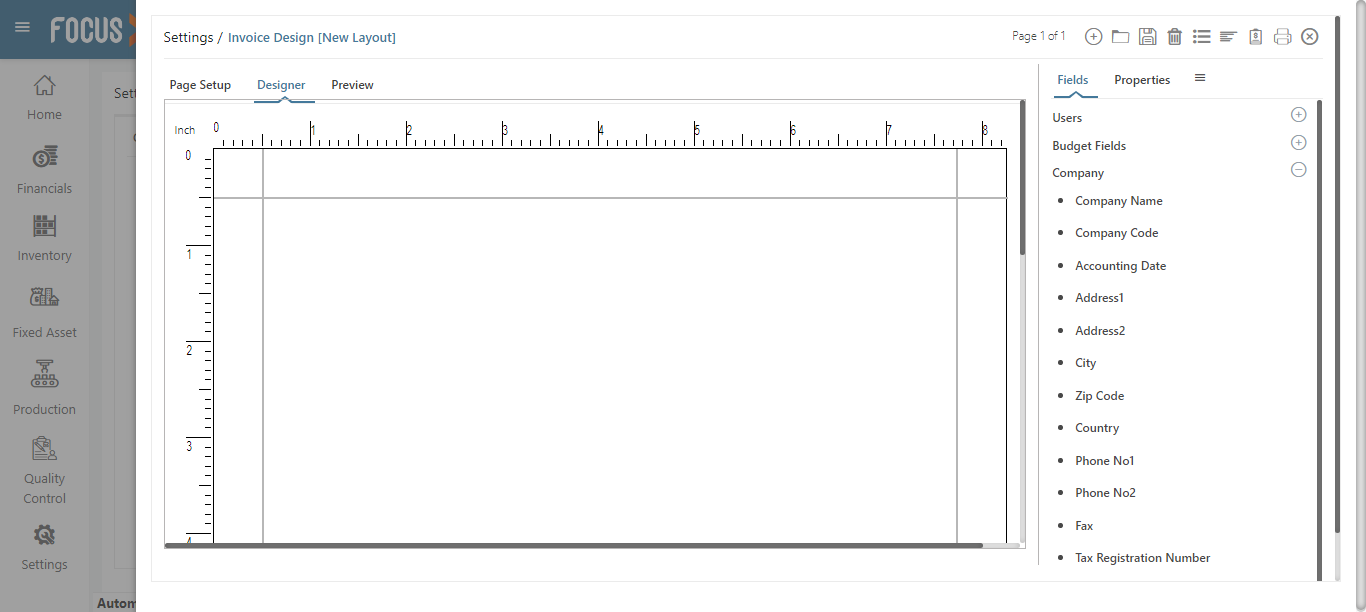 FOCUS
Settings / Invoice Design [New Layout]
Page 1 of 1
Home
Financials
Inventory
Fixed Asset
Production
Quality
Control
Settings
Sett
Autom
Page Setup Designer Preview
Inch 0 1 2 3 4 5 6 7 8
0
1
2
3
4
Fields Properties
Users
Budget Fields
Company
Company Name
Company Code
Accounting Date
Address1
Address2
City
Zip Code
Country
Phone No1
Phone No2
Fax
Tax Registration Number